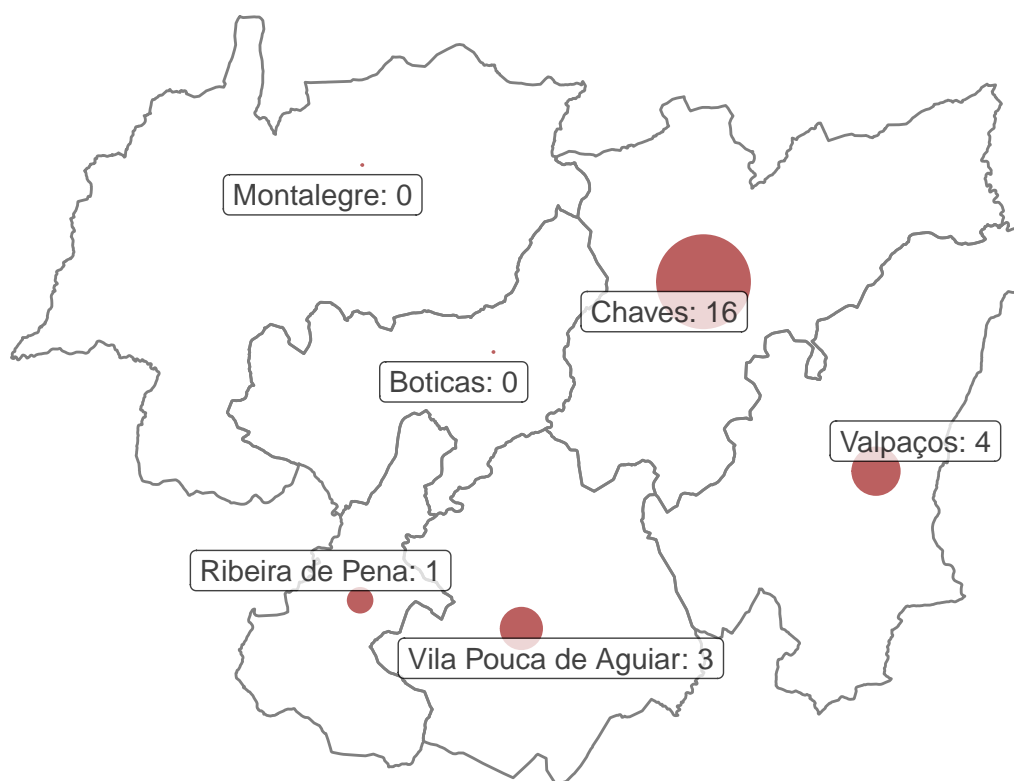 Montalegre: 0
Chaves: 16
Boticas: 0
Valpaços: 4
Ribeira de Pena: 1
Vila Pouca de Aguiar: 3